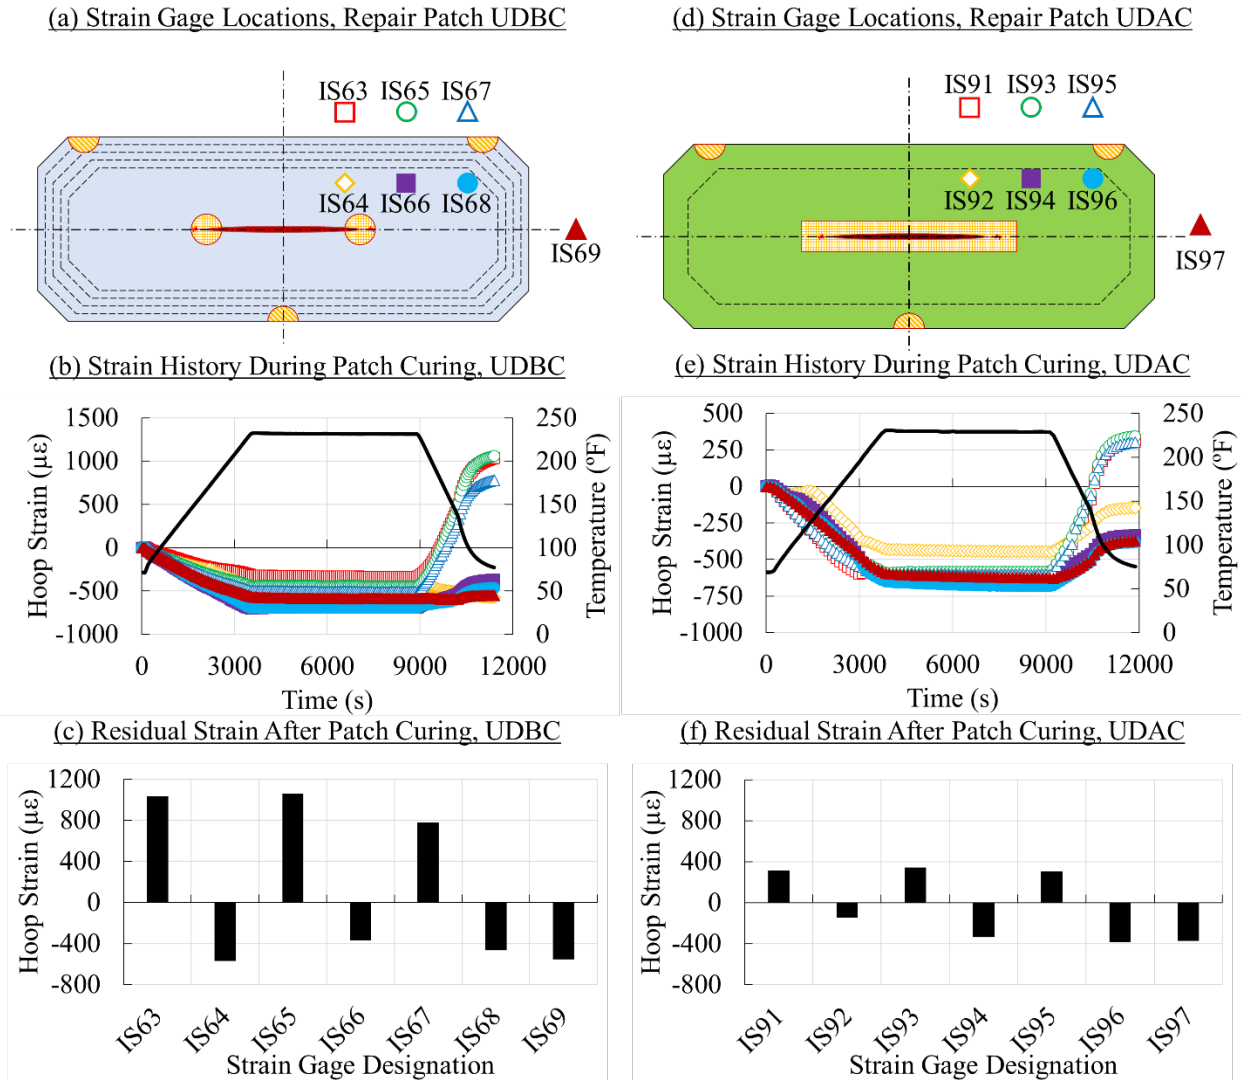 (a) Strain Gage Locations, Repair Patch UDBC
IS63 IS65 IS67
IS64 IS66 IS68
IS69
(d) Strain Gage Locations, Repair Patch UDAC
IS91 IS93 IS95
IS92 IS94 IS96
IS97
(b) Strain History During Patch Curing, UDBC
Hoop Strain (με)
1500
1000
500
0
-500
-1000
250
200
150
100
50
0
Temperature (ºF)
0 3000 6000 9000 12000
Time (s)
(e) Strain History During Patch Curing, UDAC
Hoop Strain (με)
500
250
0
-250
-500
-750
-1000
250
200
150
100
50
0
Temperature (ºF)
0 3000 6000 9000 12000
Time (s)
(c) Residual Strain After Patch Curing, UDBC
Hoop Strain (με)
1200
800
400
0
-400
-800
IS63 IS64 IS65 IS66 IS67 IS68 IS69
Strain Gage Designation
(f) Residual Strain After Patch Curing, UDAC
Hoop Strain (με)
1200
800
400
0
-400
-800
IS91 IS92 IS93 IS94 IS95 IS96 IS97
Strain Gage Designation